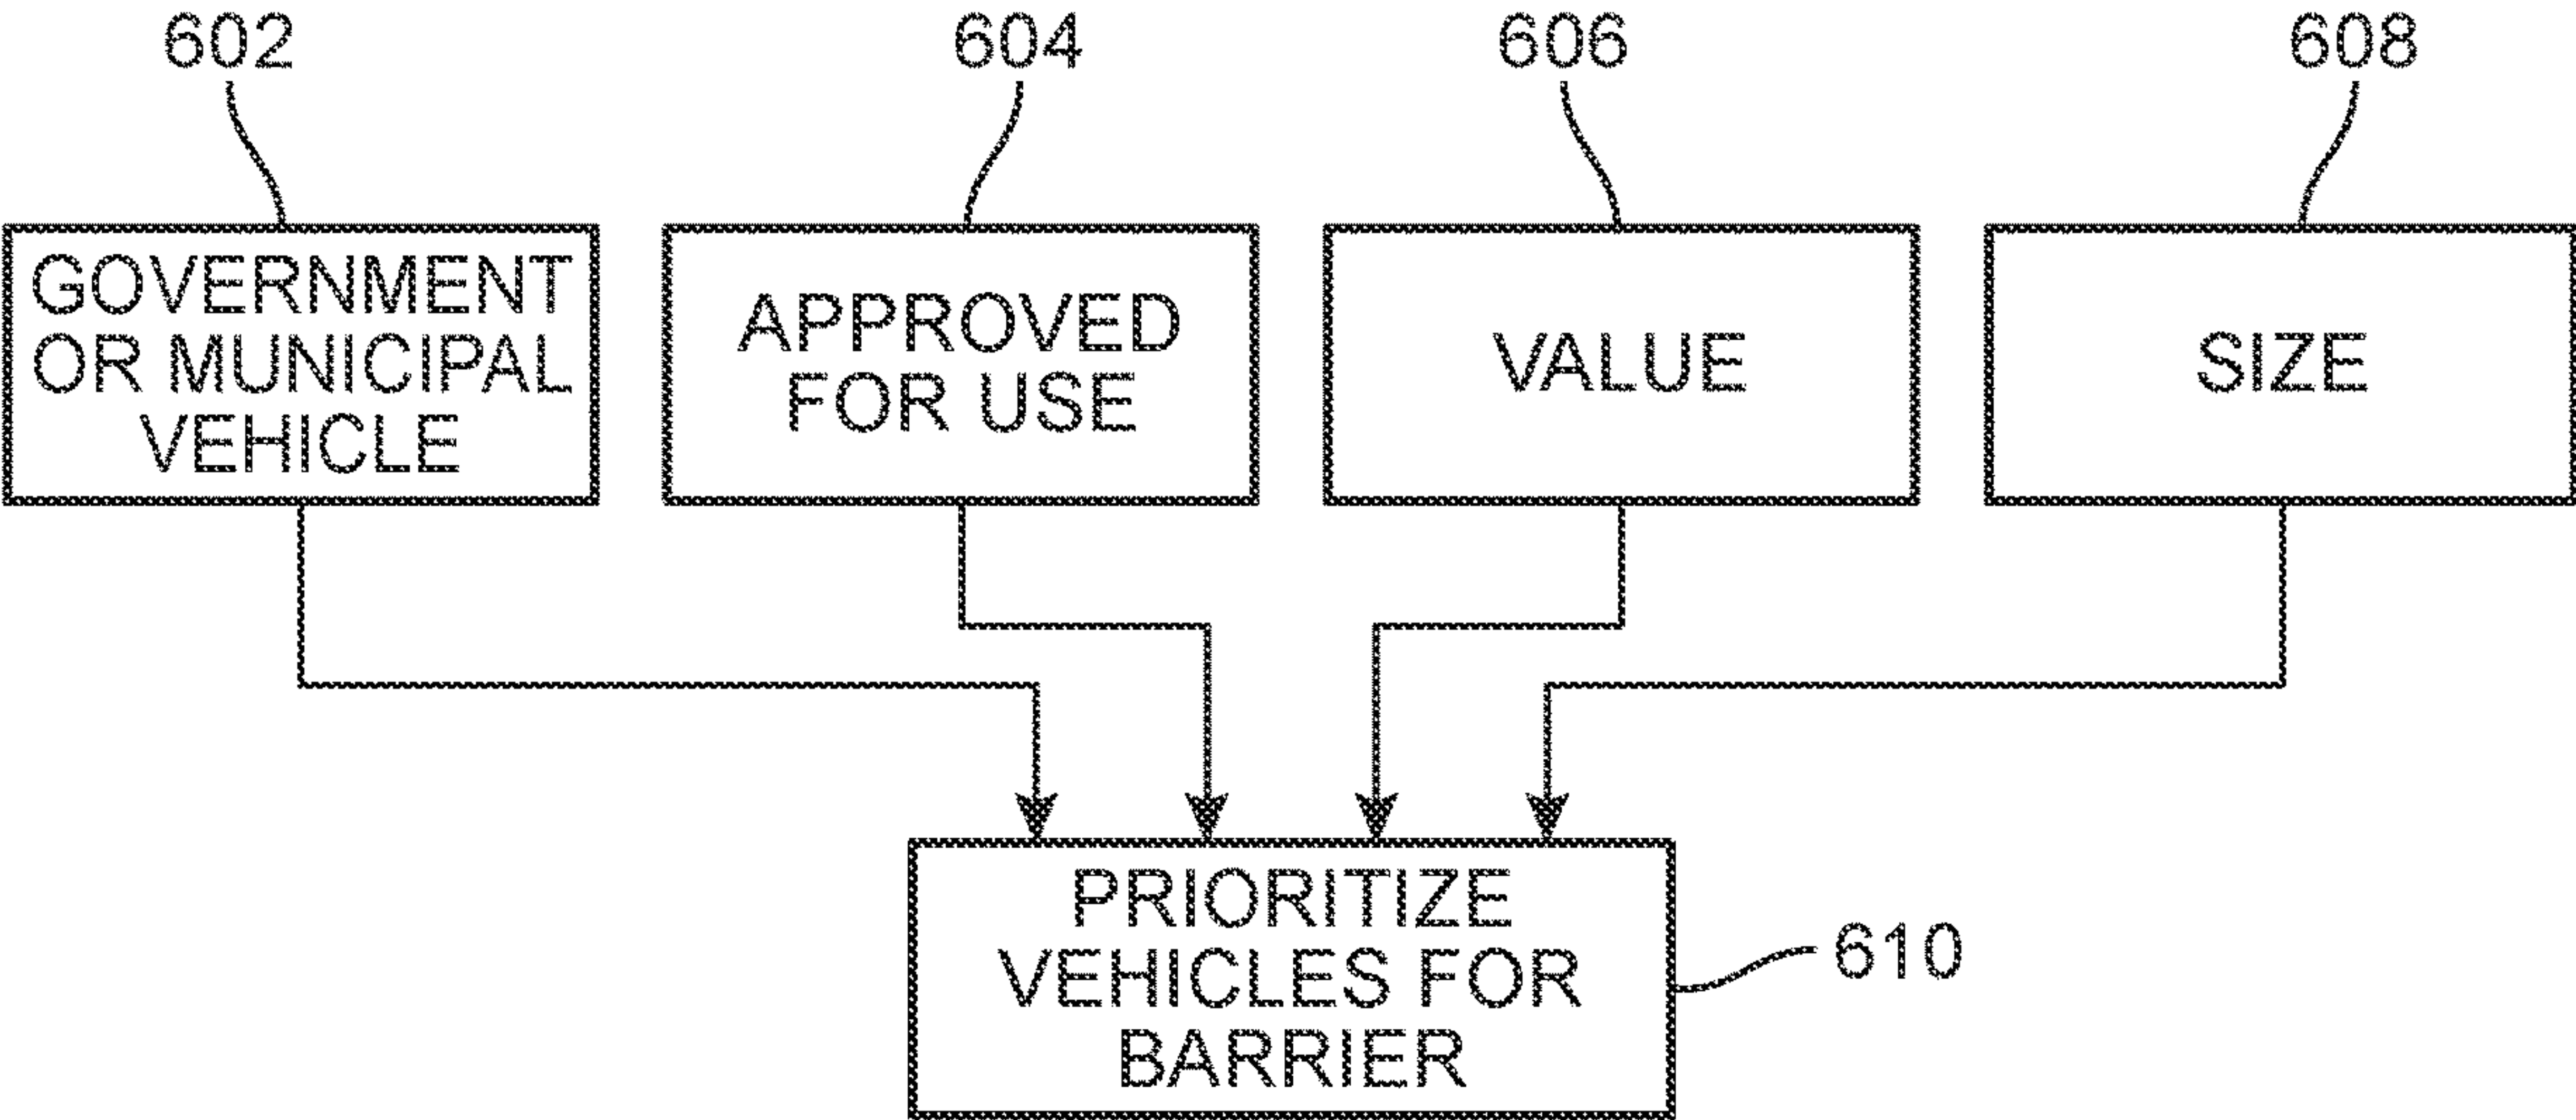 602
604
606
608
GOVERNMENT
OR MUNICIPAL
VEHICLE
APPROVED
FOR USE
VALUE
SIZE
PRIORITIZE
VEHICLES FOR
BARRIER
610